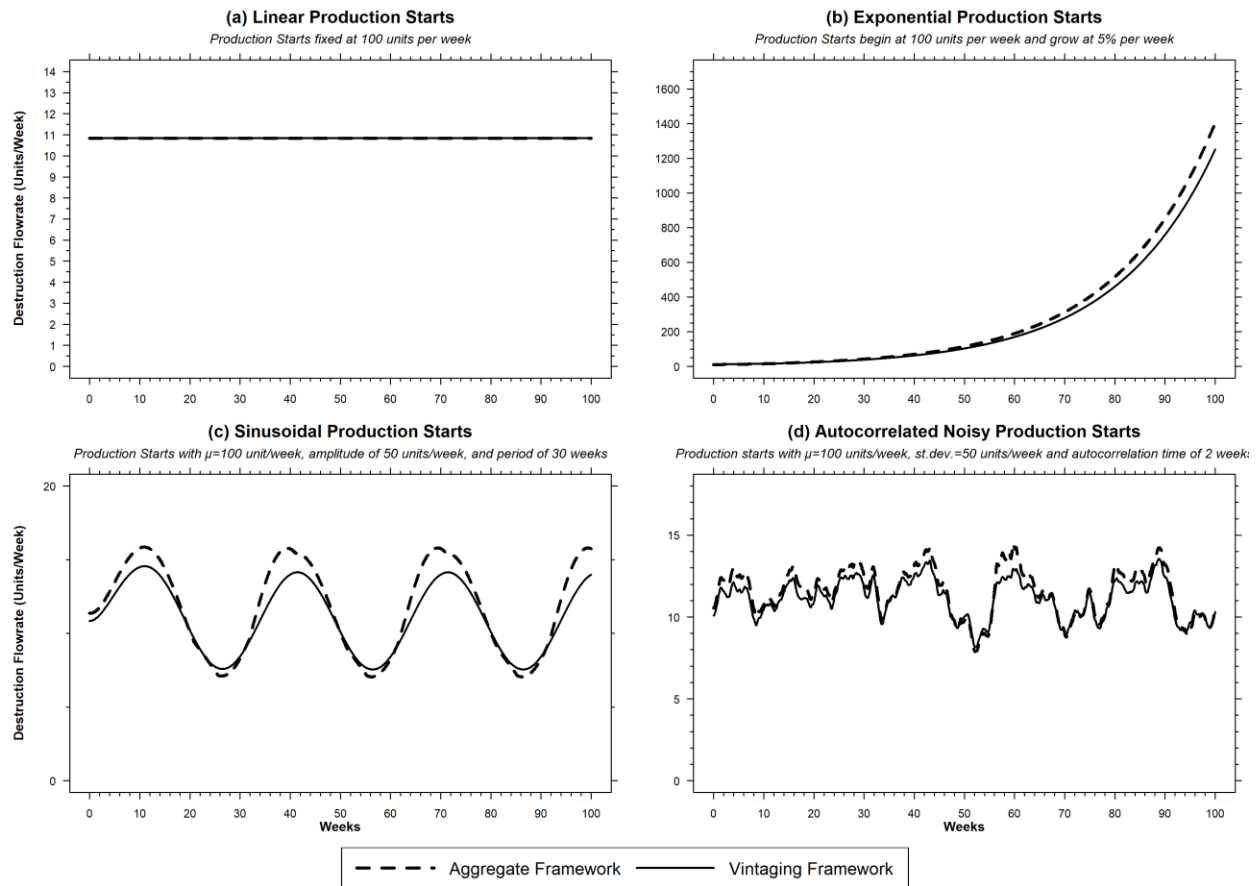 (a) Linear Production Starts
Production Starts fixed at 100 units per week
Destruction Flowrate (Units/Week)
14
13
12
11
10
9
8
7
6
5
4
3
2
1
0
0 10 20 30 40 50 60 70 80 90 100
(b) Exponential Production Starts
Production Starts begin at 100 units per week and grow at 5% per week
1600
1400
1200
1000
800
600
400
200
0
0 10 20 30 40 50 60 70 80 90 100
(c) Sinusoidal Production Starts
Production Starts with µ=100 unit/week, amplitude of 50 units/week, and period of 30 weeks
Destruction Flowrate (Units/Week)
20
10
0
0 10 20 30 40 50 60 70 80 90 100
Weeks
(d) Autocorrelated Noisy Production Starts
Production starts with µ=100 units/week, st.dev.=50 units/week and autocorrelation time of 2 weeks
15
10
5
0
0 10 20 30 40 50 60 70 80 90 100
Weeks
Aggregate Framework Vintaging Framework